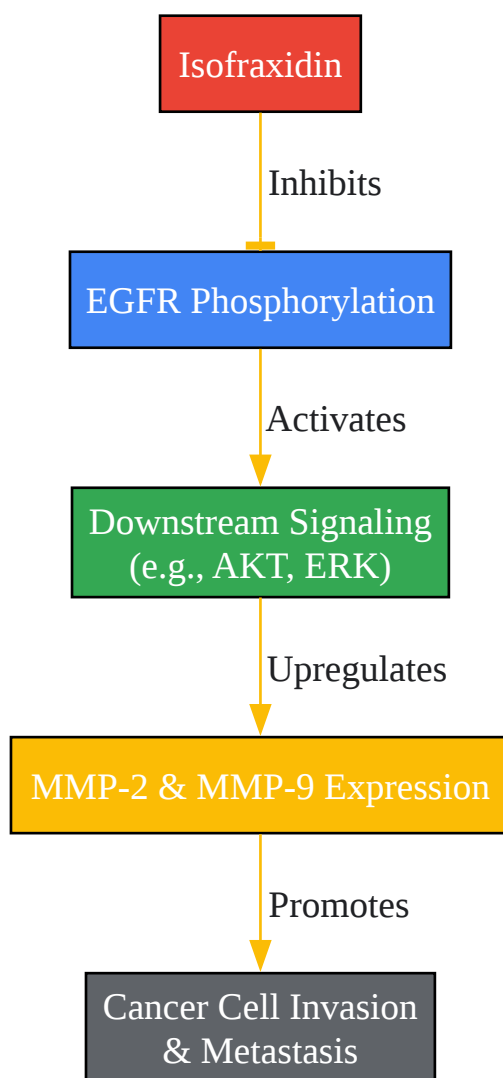 Isofraxidin
Inhibits
EGFR Phosphorylation
Activates
Downstream Signaling
(e.g., AKT, ERK)
Upregulates
MMP-2 & MMP-9 Expression
Promotes
Cancer Cell Invasion
& Metastasis